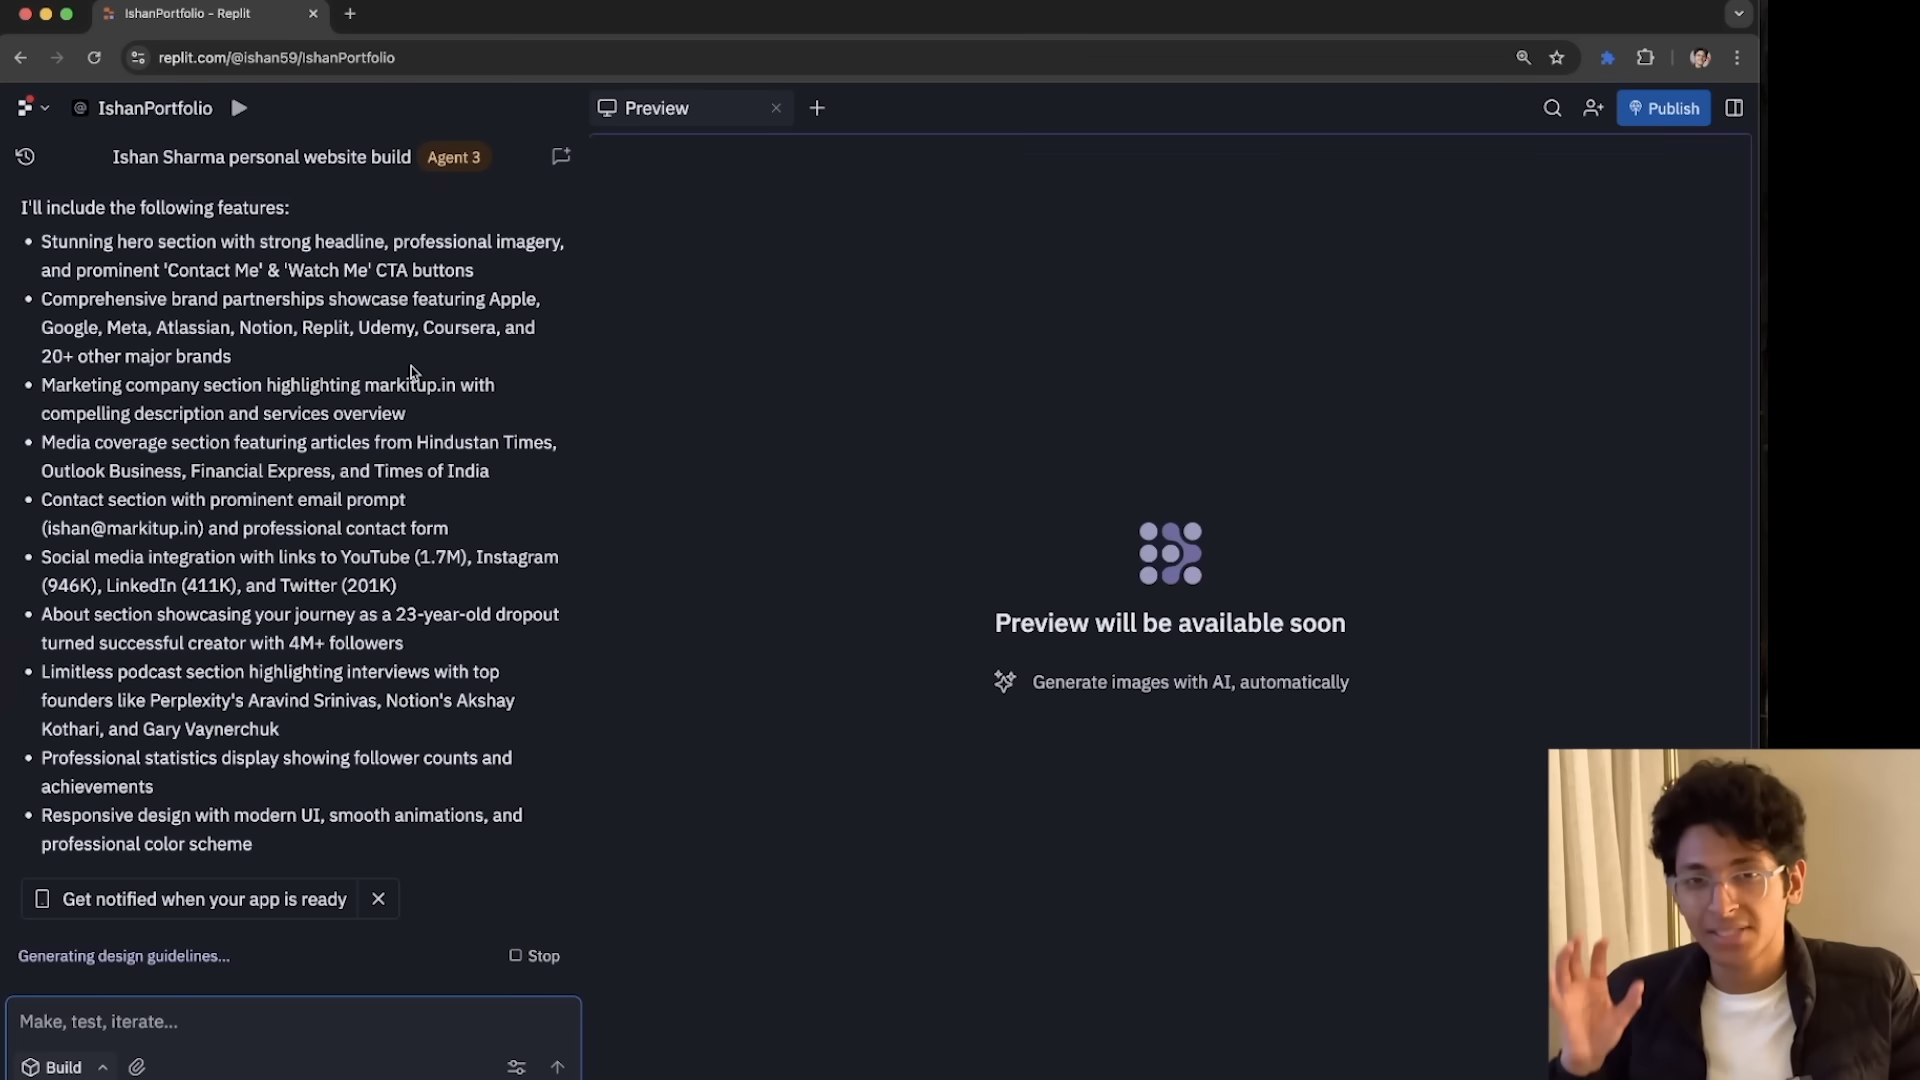 IshanPortfolio - Replit
replit.com/@ishan59/IshanPortfolio
IshanPortfolio
Preview
Publish
Ishan Sharma personal website build
Agent 3
I'll include the following features:
• Stunning hero section with strong headline, professional imagery,
and prominent 'Contact Me' & 'Watch Me' CTA buttons
• Comprehensive brand partnerships showcase featuring Apple,
Google, Meta, Atlassian, Notion, Replit, Udemy, Coursera, and
20+ other major brands
• Marketing company section highlighting markitup.in with
compelling description and services overview
• Media coverage section featuring articles from Hindustan Times,
Outlook Business, Financial Express, and Times of India
• Contact section with prominent email prompt
(ishan@markitup.in) and professional contact form
• Social media integration with links to YouTube (1.7M), Instagram
(946K), LinkedIn (411K), and Twitter (201K)
• About section showcasing your journey as a 23-year-old dropout
turned successful creator with 4M+ followers
• Limitless podcast section highlighting interviews with top
founders like Perplexity's Aravind Srinivas, Notion's Akshay
Kothari, and Gary Vaynerchuk
• Professional statistics display showing follower counts and
achievements
• Responsive design with modern UI, smooth animations, and
professional color scheme
Get notified when your app is ready
Generating design guidelines...
Stop
Make, test, iterate...
Build
Preview will be available soon
Generate images with AI, automatically